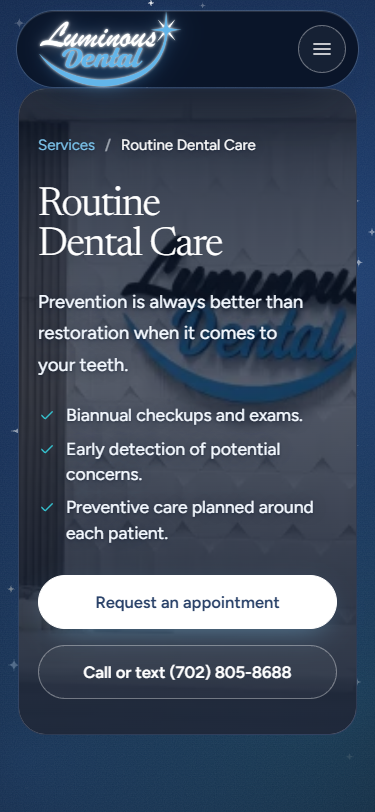 Luminous
Dental
Services / Routine Dental Care
Routine
Dental Care
Luminous
Dental
Prevention is always better than
restoration when it comes to
your teeth.
Biannual checkups and exams.
Early detection of potential
concerns.
Preventive care planned around
each patient.
Request an appointment
Call or text (702) 805-8688